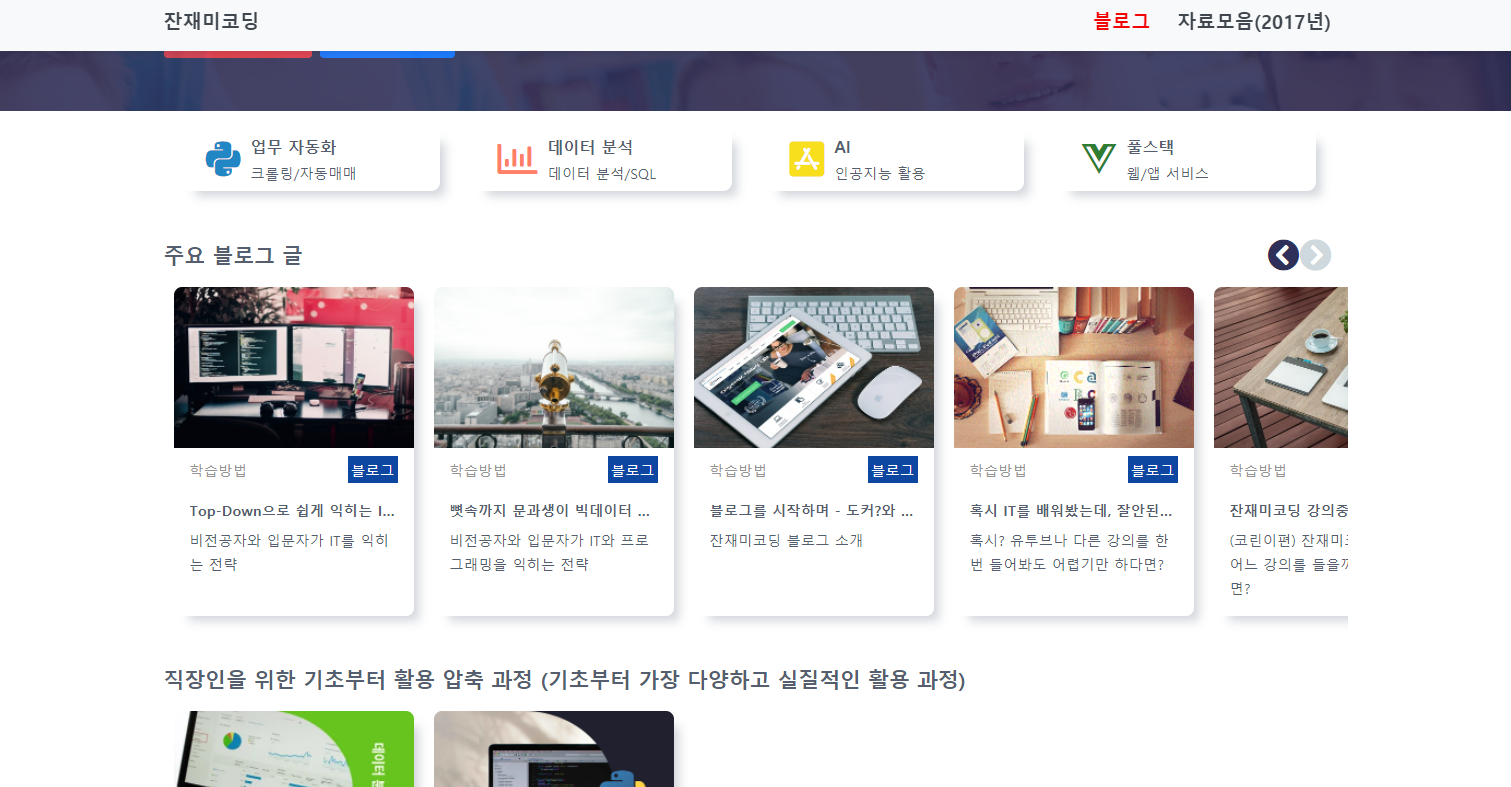 잔재미코딩
블로그 자료모음(2017년)
업무 자동화
크롤링/자동매매
데이터 분석
데이터 분석/SQL
AI
인공지능 활용
풀스택
웹/앱 서비스
주요 블로그 글
학습방법 블로그
Top-Down으로 쉽게 익히는 I...
비전공자와 입문자가 IT를 익히
는 전략
학습방법 블로그
뼛속까지 문과생이 빅데이터 ...
비전공자와 입문자가 IT와 프로
그래밍을 익히는 전략
학습방법 블로그
블로그를 시작하며 - 도커?와 ...
잔재미코딩 블로그 소개
학습방법 블로그
혹시 IT를 배워봤는데, 잘안된...
혹시? 유투브나 다른 강의를 한
번 들어봐도 어렵기만 하다면?
학습방법
잔재미코딩 강의중
(코린이편) 잔재미
어느 강의를 들을
면?
직장인을 위한 기초부터 활용 압축 과정 (기초부터 가장 다양하고 실질적인 활용 과정)
데이터